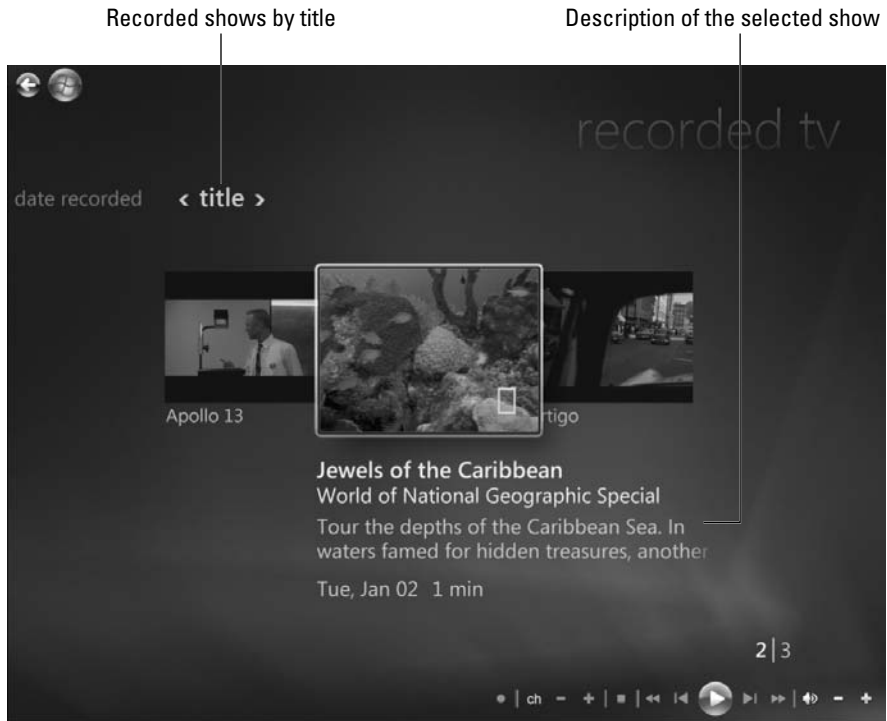 Recorded shows by title
Description of the selected show
recorded tv
date recorded
< title >
Apollo 13
rtigo
Jewels of the Caribbean
World of National Geographic Special
Tour the depths of the Caribbean Sea. In
waters famed for hidden treasures, another
Tue, Jan 02 1 min
2|3
ch - +
- +